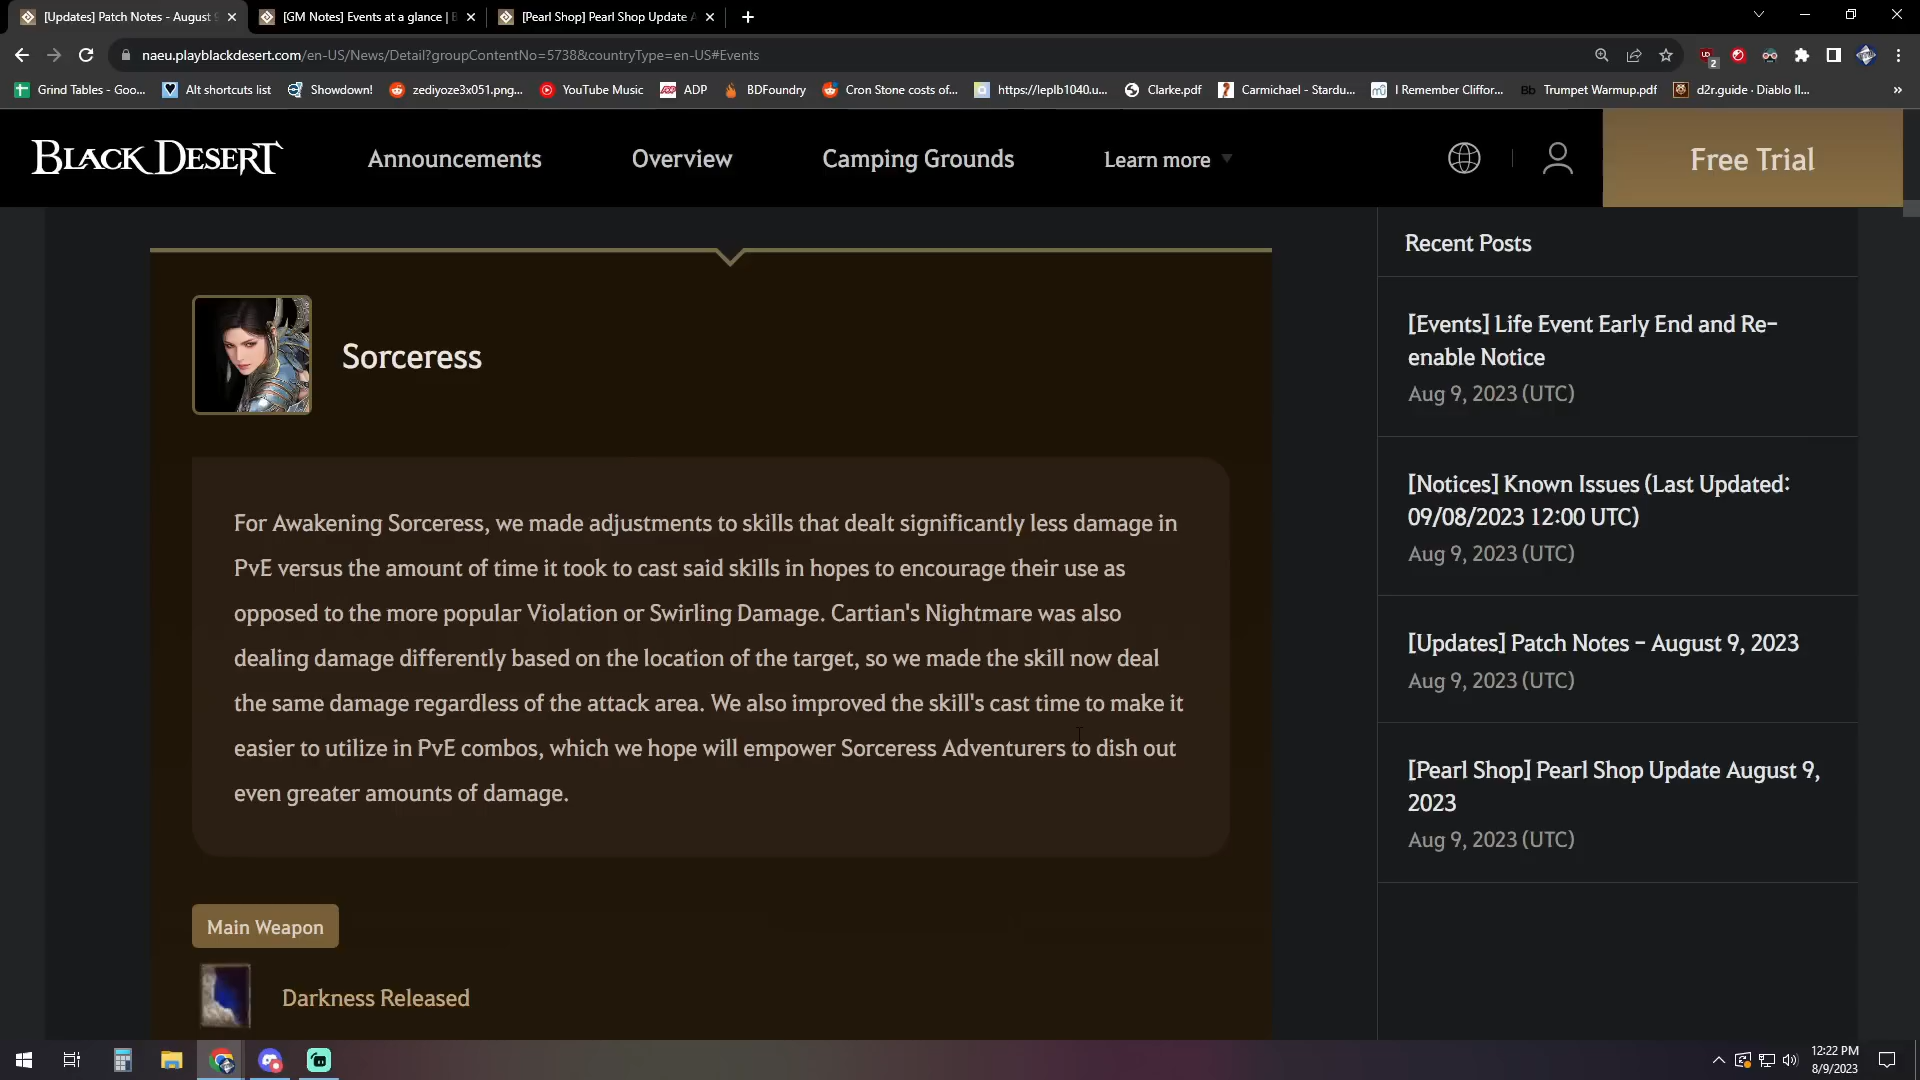 [Updates] Patch Notes - August 9
[GM Notes] Events at a glance | B
[Pearl Shop] Pearl Shop Update A
naeu.playblackdesert.com/en-US/News/Detail?groupContentNo=5738&countryType=en-US#Events
2
Grind Tables - Goo...
Alt shortcuts list
Showdown!
zediyoze3x051.png...
YouTube Music
ADP
BDFoundry
Cron Stone costs of...
https://leplb1040.u...
Clarke.pdf
Carmichael - Stardu...
I Remember Cliffor...
Bb Trumpet Warmup.pdf
d2r.guide · Diablo II...
»
BLACK DESERT
Announcements
Overview
Camping Grounds
Learn more
Free Trial
Sorceress
For Awakening Sorceress, we made adjustments to skills that dealt significantly less damage in
PvE versus the amount of time it took to cast said skills in hopes to encourage their use as
opposed to the more popular Violation or Swirling Damage. Cartian's Nightmare was also
dealing damage differently based on the location of the target, so we made the skill now deal
the same damage regardless of the attack area. We also improved the skill's cast time to make it
easier to utilize in PvE combos, which we hope will empower Sorceress Adventurers to dish out
even greater amounts of damage.
Main Weapon
Darkness Released
Recent Posts
[Events] Life Event Early End and Re-
enable Notice
Aug 9, 2023 (UTC)
[Notices] Known Issues (Last Updated:
09/08/2023 12:00 UTC)
Aug 9, 2023 (UTC)
[Updates] Patch Notes - August 9, 2023
Aug 9, 2023 (UTC)
[Pearl Shop] Pearl Shop Update August 9,
2023
Aug 9, 2023 (UTC)
12:22 PM
8/9/2023